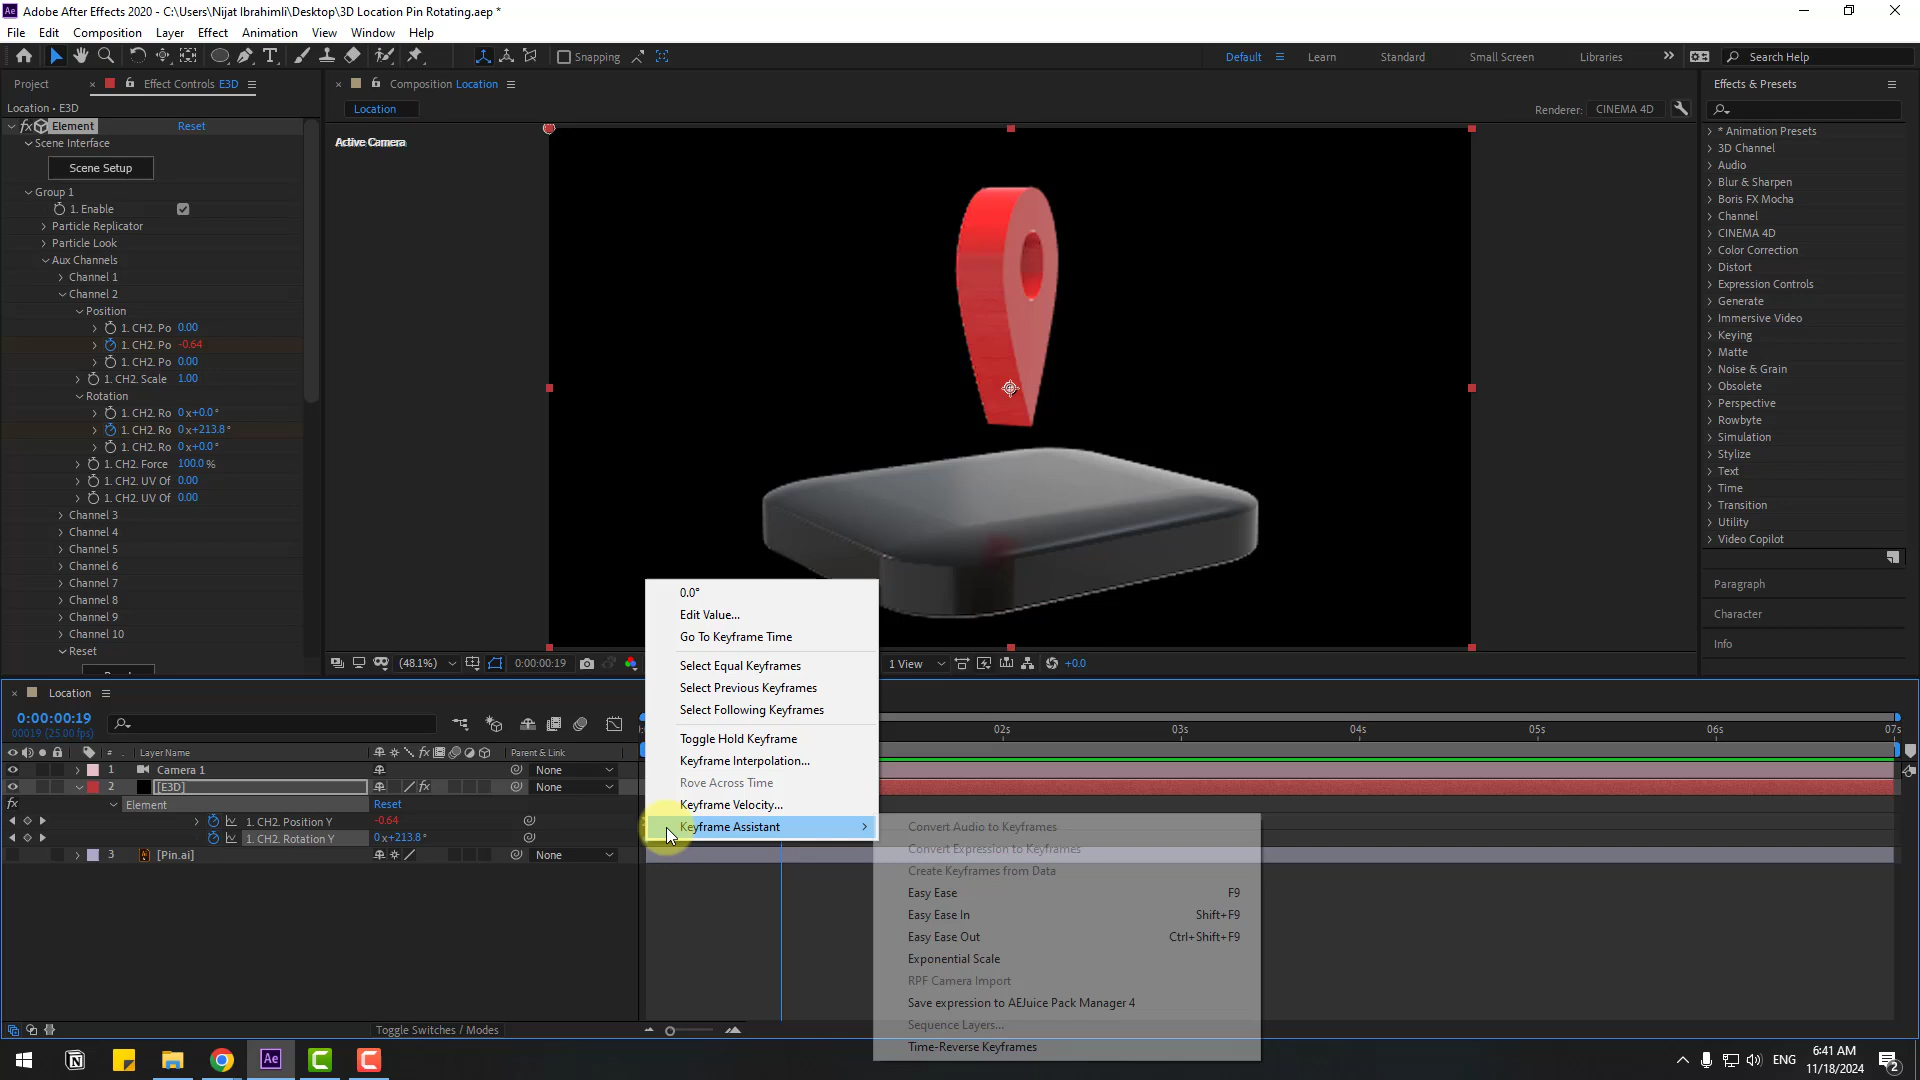 Adobe After Effects 2020 - C:\Users\Nijat Ibrahimli\Desktop\3D Location Pin Rotating.aep *
File Edit Composition Layer Effect Animation View Window Help
Snapping Default Learn Standard Small Screen Libraries Search Help
Project Effect Controls E3D Composition Location Effects & Presets
Location • E3D
Location Renderer: CINEMA 4D
Element Reset
Scene Interface
Scene Setup
Group 1
1. Enable
Particle Replicator
Particle Look
Aux Channels
Channel 1
Channel 2
Position
1. CH2. Po 0.00
1. CH2. Po -0.64
1. CH2. Po 0.00
1. CH2. Scale 1.00
Rotation
1. CH2. Ro 0x+0.0°
1. CH2. Ro 0x+213.8°
1. CH2. Ro 0x+0.0°
1. CH2. Force 100.0%
1. CH2. UV Of 0.00
1. CH2. UV Of 0.00
Channel 3
Channel 4
Channel 5
Channel 6
Channel 7
Channel 8
Channel 9
Channel 10
Reset
Active Camera
* Animation Presets
3D Channel
Audio
Blur & Sharpen
Boris FX Mocha
Channel
CINEMA 4D
Color Correction
Distort
Expression Controls
Generate
Immersive Video
Keying
Matte
Noise & Grain
Obsolete
Perspective
Rowbyte
Simulation
Stylize
Text
Time
Transition
Utility
Video Copilot
Paragraph
Character
Info
(48.1%) 0:00:00:19 1 View +0.0
0.0°
Edit Value...
Go To Keyframe Time
Select Equal Keyframes
Select Previous Keyframes
Select Following Keyframes
Toggle Hold Keyframe
Keyframe Interpolation...
Rove Across Time
Keyframe Velocity...
Keyframe Assistant
Convert Audio to Keyframes
Convert Expression to Keyframes
Create Keyframes from Data
Easy Ease F9
Easy Ease In Shift+F9
Easy Ease Out Ctrl+Shift+F9
Exponential Scale
RPF Camera Import
Save expression to AEJuice Pack Manager 4
Sequence Layers...
Time-Reverse Keyframes
Location
0:00:00:19
00019 (25.00 fps)
02s 03s 04s 05s 06s 07s
# Layer Name Parent & Link
1 Camera 1 None
2 [E3D] None
Element Reset
1. CH2. Position Y -0.64
1. CH2. Rotation Y 0x+213.8°
3 [Pin.ai] None
Toggle Switches / Modes
ENG 6:41 AM
11/18/2024
2